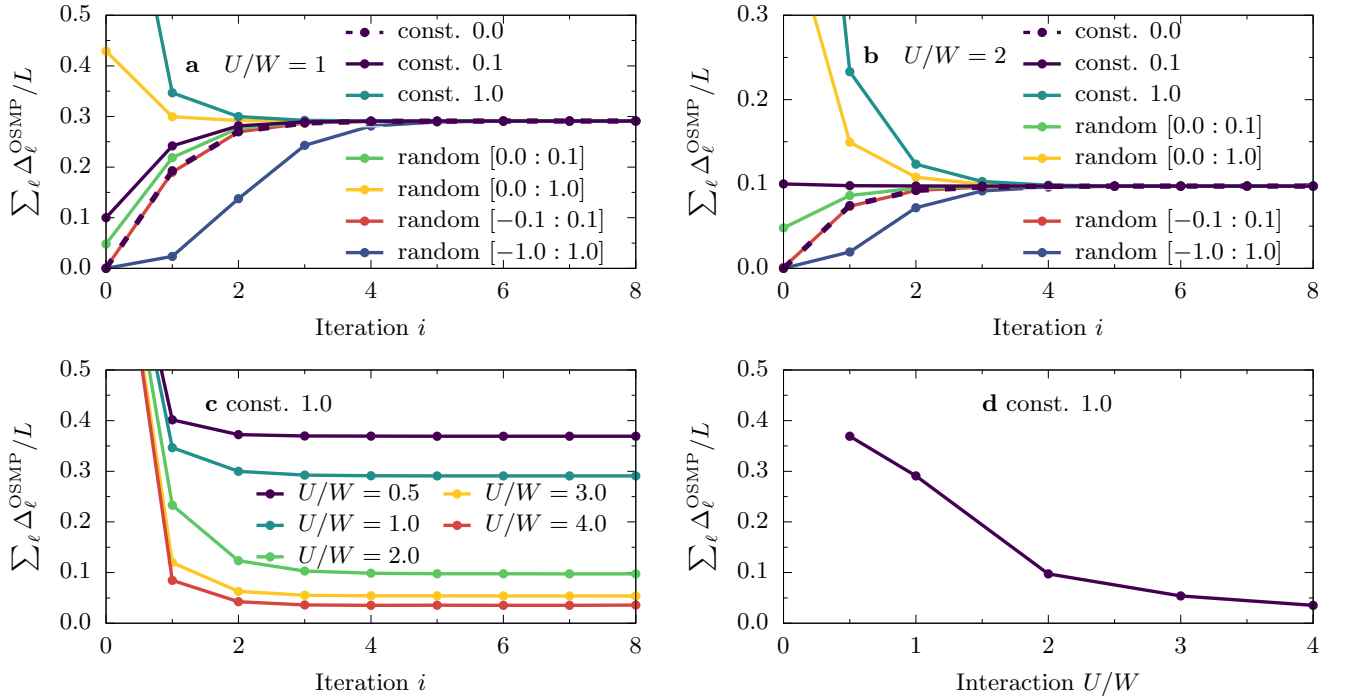 ∑ℓ ΔℓOSMP/L
0.5
0.4
0.3
0.2
0.1
0.0
a U/W = 1
const. 0.0
const. 0.1
const. 1.0
random [0.0 : 0.1]
random [0.0 : 1.0]
random [−0.1 : 0.1]
random [−1.0 : 1.0]
0 2 4 6 8
Iteration i
∑ℓ ΔℓOSMP/L
0.3
0.2
0.1
0.0
b U/W = 2
const. 0.0
const. 0.1
const. 1.0
random [0.0 : 0.1]
random [0.0 : 1.0]
random [−0.1 : 0.1]
random [−1.0 : 1.0]
0 2 4 6 8
Iteration i
∑ℓ ΔℓOSMP/L
0.5
0.4
0.3
0.2
0.1
0.0
c const. 1.0
U/W = 0.5 U/W = 3.0
U/W = 1.0 U/W = 4.0
U/W = 2.0
0 2 4 6 8
Iteration i
∑ℓ ΔℓOSMP/L
0.5
0.4
0.3
0.2
0.1
0.0
d const. 1.0
0 1 2 3 4
Interaction U/W